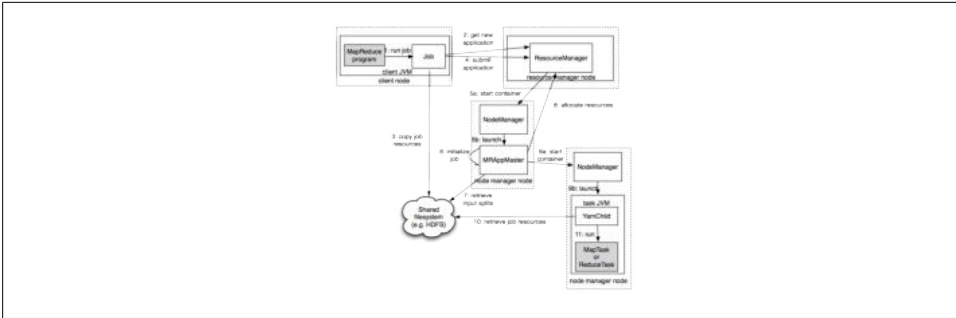 MapReduce
program
1: run job
Job
client JVM
client node
2: get new
application
4: submit
application
ResourceManager
resource manager node
5a: start container
8: allocate resources
3: copy job
resources
NodeManager
5b: launch
6: initialize
job
MRAppMaster
node manager node
9a: start
container
7: retrieve
input splits
NodeManager
9b: launch
task JVM
YarnChild
Shared
filesystem
(e.g. HDFS)
10: retrieve job resources
11: run
MapTask
or
ReduceTask
node manager node